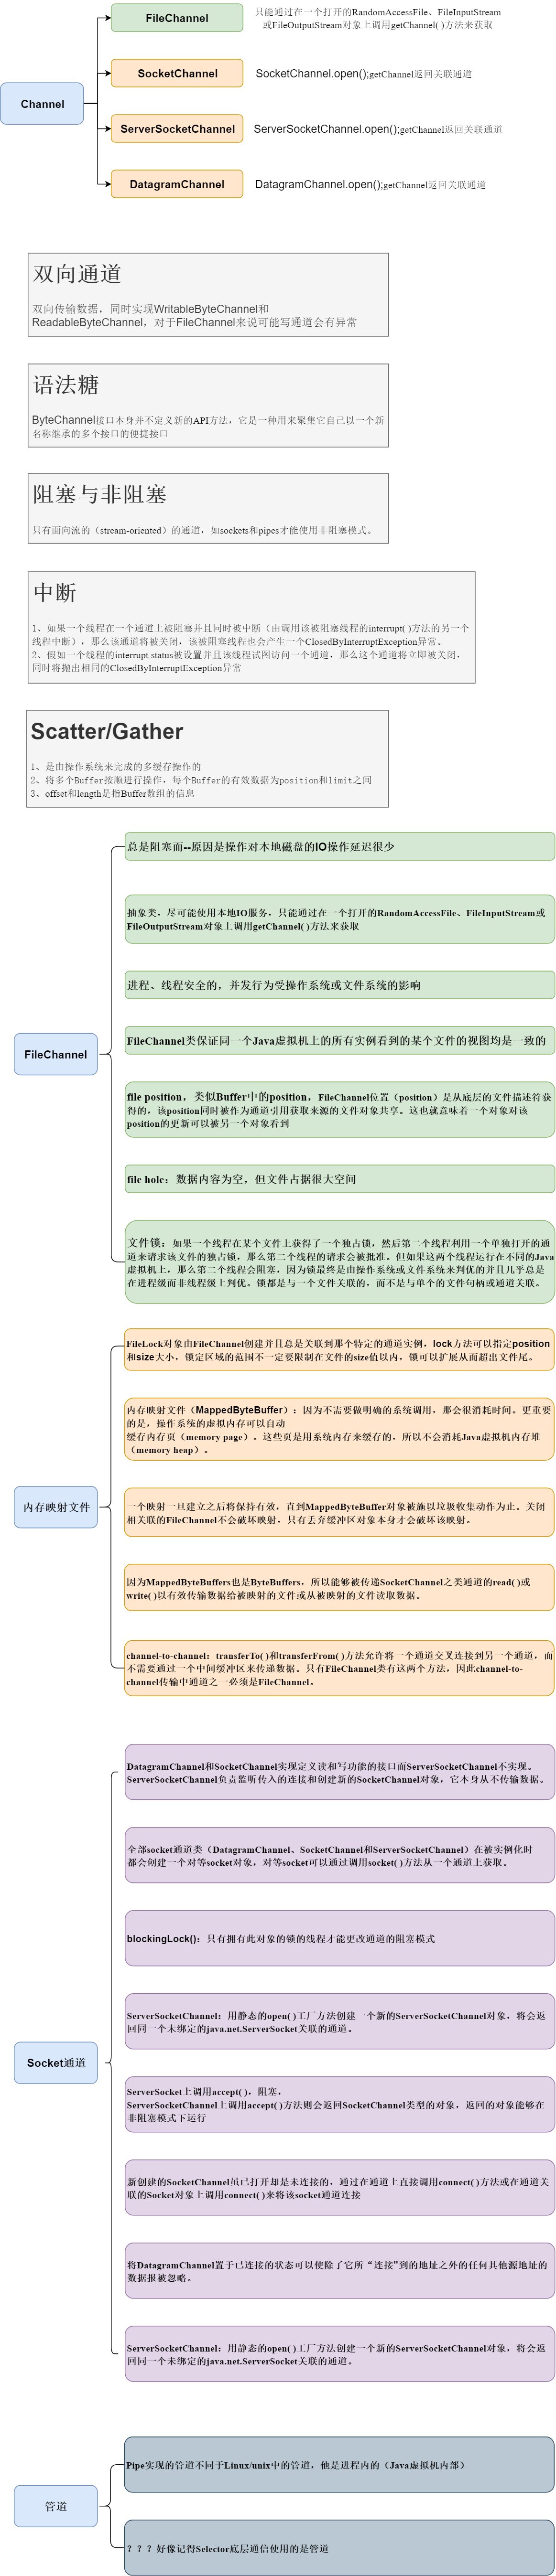 FileChannel
只能通过在一个打开的RandomAccessFile、FileInputStream
或FileOutputStream对象上调用getChannel( )方法来获取
Channel
SocketChannel
SocketChannel.open();getChannel返回关联通道
ServerSocketChannel
ServerSocketChannel.open();getChannel返回关联通道
DatagramChannel
DatagramChannel.open();getChannel返回关联通道
双向通道
双向传输数据，同时实现WritableByteChannel和
ReadableByteChannel，对于FileChannel来说可能写通道会有异常
语法糖
ByteChannel接口本身并不定义新的API方法，它是一种用来聚集它自己以一个新
名称继承的多个接口的便捷接口
阻塞与非阻塞
只有面向流的（stream-oriented）的通道，如sockets和pipes才能使用非阻塞模式。
中断
1、如果一个线程在一个通道上被阻塞并且同时被中断（由调用该被阻塞线程的interrupt( )方法的另一个
线程中断），那么该通道将被关闭，该被阻塞线程也会产生一个ClosedByInterruptException异常。
2、假如一个线程的interrupt status被设置并且该线程试图访问一个通道，那么这个通道将立即被关闭，
同时将抛出相同的ClosedByInterruptException异常
Scatter/Gather
1、是由操作系统来完成的多缓存操作的
2、将多个Buffer按顺进行操作，每个Buffer的有效数据为position和limit之间
3、offset和length是指Buffer数组的信息
总是阻塞而--原因是操作对本地磁盘的IO操作延迟很少
抽象类，尽可能使用本地IO服务，只能通过在一个打开的RandomAccessFile、FileInputStream或
FileOutputStream对象上调用getChannel( )方法来获取
进程、线程安全的，并发行为受操作系统或文件系统的影响
FileChannel
FileChannel类保证同一个Java虚拟机上的所有实例看到的某个文件的视图均是一致的
file position，类似Buffer中的position，FileChannel位置（position）是从底层的文件描述符获
得的，该position同时被作为通道引用获取来源的文件对象共享。这也就意味着一个对象对该
position的更新可以被另一个对象看到
file hole：数据内容为空，但文件占据很大空间
文件锁：如果一个线程在某个文件上获得了一个独占锁，然后第二个线程利用一个单独打开的通
道来请求该文件的独占锁，那么第二个线程的请求会被批准。但如果这两个线程运行在不同的Java
虚拟机上，那么第二个线程会阻塞，因为锁最终是由操作系统或文件系统来判优的并且几乎总是
在进程级而非线程级上判优。锁都是与一个文件关联的，而不是与单个的文件句柄或通道关联。
FileLock对象由FileChannel创建并且总是关联到那个特定的通道实例，lock方法可以指定position
和size大小，锁定区域的范围不一定要限制在文件的size值以内，锁可以扩展从而超出文件尾。
内存映射文件（MappedByteBuffer）：因为不需要做明确的系统调用，那会很消耗时间。更重要
的是，操作系统的虚拟内存可以自动
缓存内存页（memory page）。这些页是用系统内存来缓存的，所以不会消耗Java虚拟机内存堆
（memory heap）。
内存映射文件
一个映射一旦建立之后将保持有效，直到MappedByteBuffer对象被施以垃圾收集动作为止。关闭
相关联的FileChannel不会破坏映射，只有丢弃缓冲区对象本身才会破坏该映射。
因为MappedByteBuffers也是ByteBuffers，所以能够被传递SocketChannel之类通道的read( )或
write( )以有效传输数据给被映射的文件或从被映射的文件读取数据。
channel-to-channel：transferTo( )和transferFrom( )方法允许将一个通道交叉连接到另一个通道，而
不需要通过一个中间缓冲区来传递数据。只有FileChannel类有这两个方法，因此channel-to-
channel传输中通道之一必须是FileChannel。
DatagramChannel和SocketChannel实现定义读和写功能的接口而ServerSocketChannel不实现。
ServerSocketChannel负责监听传入的连接和创建新的SocketChannel对象，它本身从不传输数据。
全部socket通道类（DatagramChannel、SocketChannel和ServerSocketChannel）在被实例化时
都会创建一个对等socket对象，对等socket可以通过调用socket( )方法从一个通道上获取。
blockingLock()：只有拥有此对象的锁的线程才能更改通道的阻塞模式
ServerSocketChannel：用静态的open( )工厂方法创建一个新的ServerSocketChannel对象，将会返
回同一个未绑定的java.net.ServerSocket关联的通道。
Socket通道
ServerSocket上调用accept( )，阻塞，
ServerSocketChannel上调用accept( )方法则会返回SocketChannel类型的对象，返回的对象能够在
非阻塞模式下运行
新创建的SocketChannel虽已打开却是未连接的，通过在通道上直接调用connect( )方法或在通道关
联的Socket对象上调用connect( )来将该socket通道连接
将DatagramChannel置于已连接的状态可以使除了它所“连接”到的地址之外的任何其他源地址的
数据报被忽略。
ServerSocketChannel：用静态的open( )工厂方法创建一个新的ServerSocketChannel对象，将会返
回同一个未绑定的java.net.ServerSocket关联的通道。
Pipe实现的管道不同于Linux/unix中的管道，他是进程内的（Java虚拟机内部）
管道
？？？好像记得Selector底层通信使用的是管道